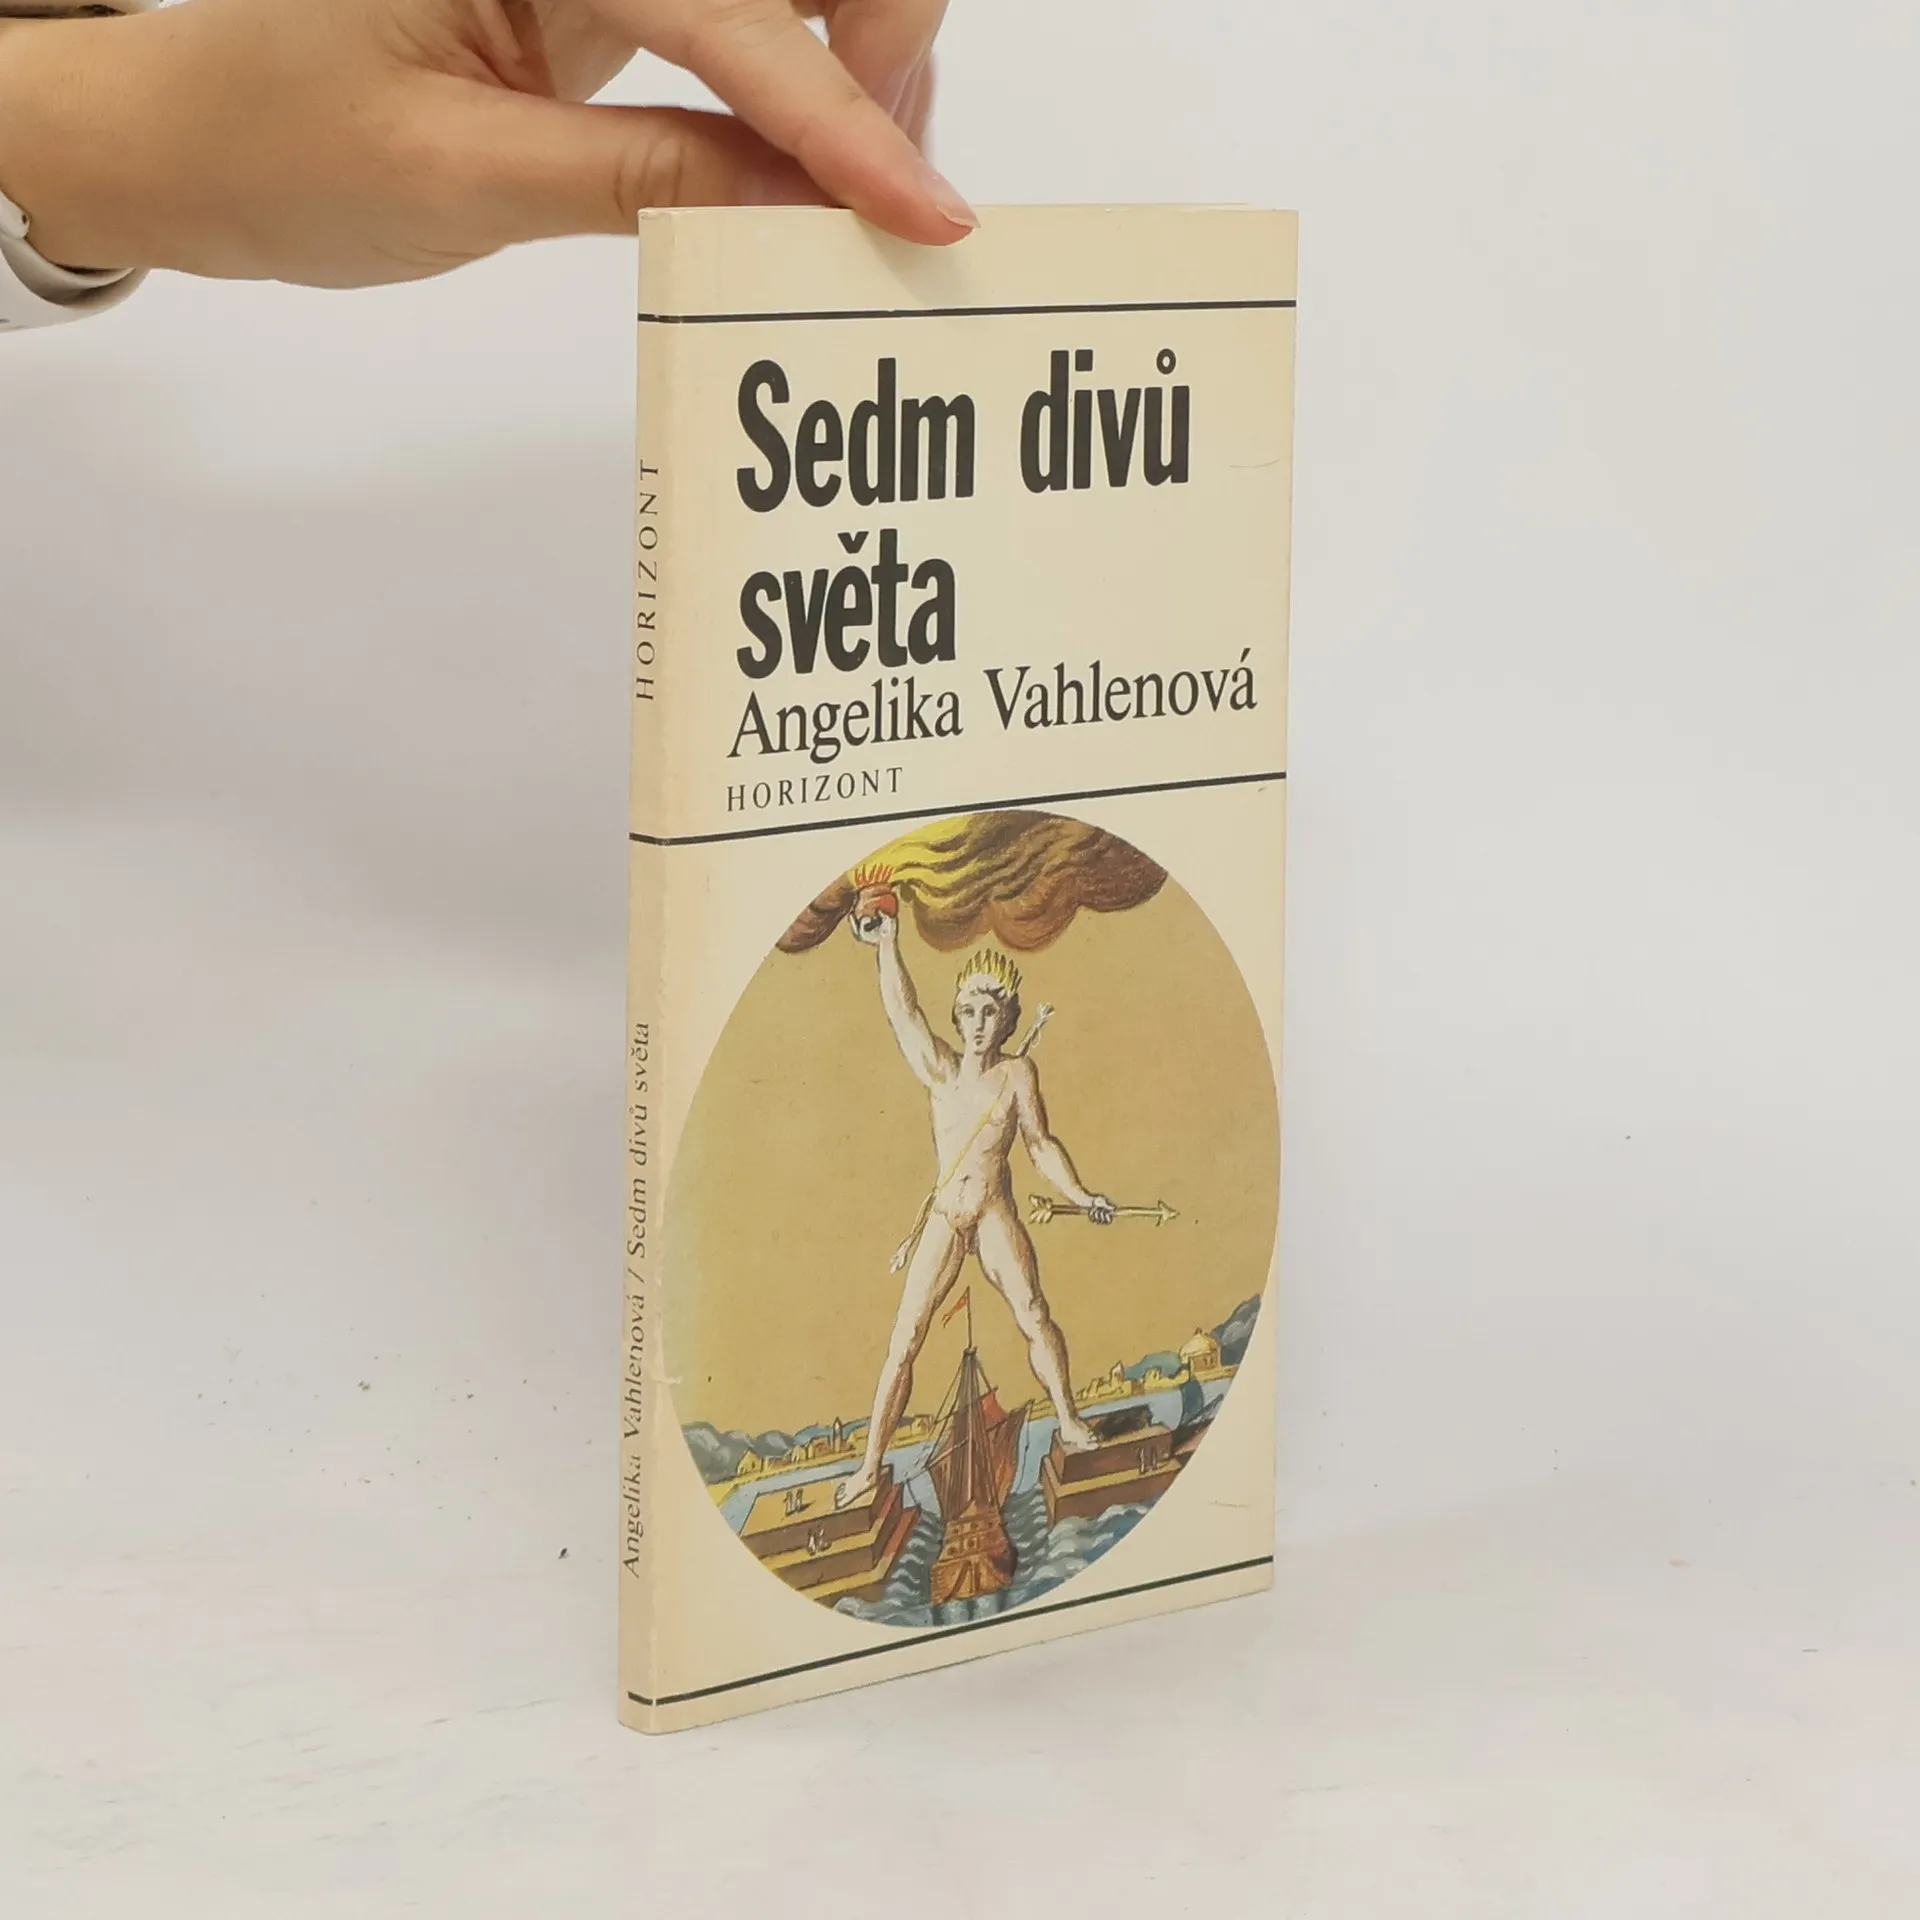 Sedm divů
světa
Angelika Vahlenová
HORIZONT
HORIZONT
Angelika Vahlenová / Sedm divů světa